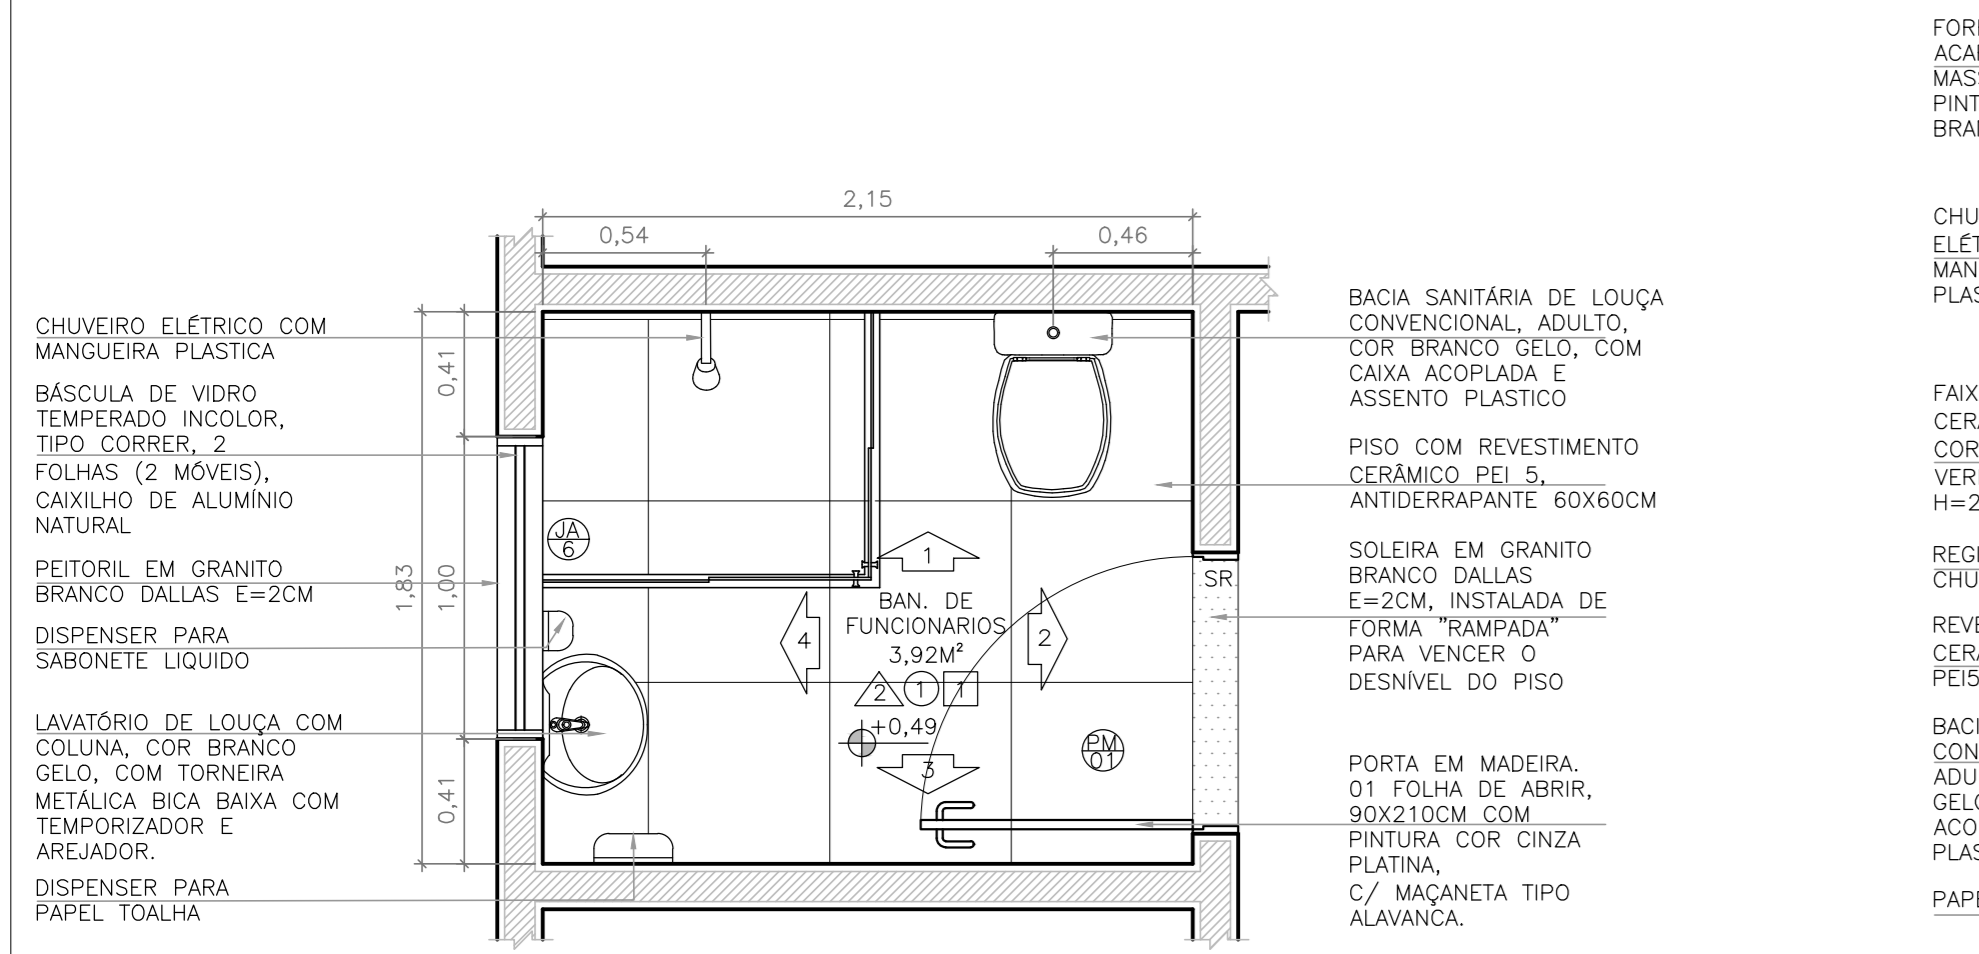 2,15
0,54
0,46
0,41
1,83
1,00
0,41
CHUVEIRO ELÉTRICO COM
MANGUEIRA PLASTICA
BÁSCULA DE VIDRO
TEMPERADO INCOLOR,
TIPO CORRER, 2
FOLHAS (2 MÓVEIS),
CAIXILHO DE ALUMÍNIO
NATURAL
PEITORIL EM GRANITO
BRANCO DALLAS E=2CM
DISPENSER PARA
SABONETE LIQUIDO
LAVATÓRIO DE LOUÇA COM
COLUNA, COR BRANCO
GELO, COM TORNEIRA
METÁLICA BICA BAIXA COM
TEMPORIZADOR E
AREJADOR.
DISPENSER PARA
PAPEL TOALHA
JA
6
1
SR
BAN. DE
FUNCIONARIOS
4
2
3,92M²
2 1 1
+0,49
3
PM
01
BACIA SANITÁRIA DE LOUÇA
CONVENCIONAL, ADULTO,
COR BRANCO GELO, COM
CAIXA ACOPLADA E
ASSENTO PLASTICO
PISO COM REVESTIMENTO
CERÂMICO PEI 5,
ANTIDERRAPANTE 60X60CM
SOLEIRA EM GRANITO
BRANCO DALLAS
E=2CM, INSTALADA DE
FORMA "RAMPADA"
PARA VENCER O
DESNÍVEL DO PISO
PORTA EM MADEIRA.
01 FOLHA DE ABRIR,
90X210CM COM
PINTURA COR CINZA
PLATINA,
C/ MAÇANETA TIPO
ALAVANCA.